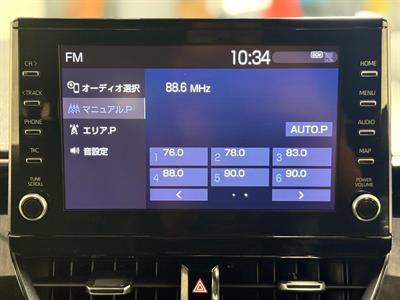 FM
10:34
DCM
CH >
HOME
オーディオ選択
88.6 MHz
< TRACK
MENU
マニュアル.P
PHONE
エリア.P
AUTO.P
AUDIO
音設定
1 76.0
2 78.0
3 83.0
MAP
4 88.0
5 90.0
6 90.0
TUNE
SCROLL
POWER
VOLUME
<
>